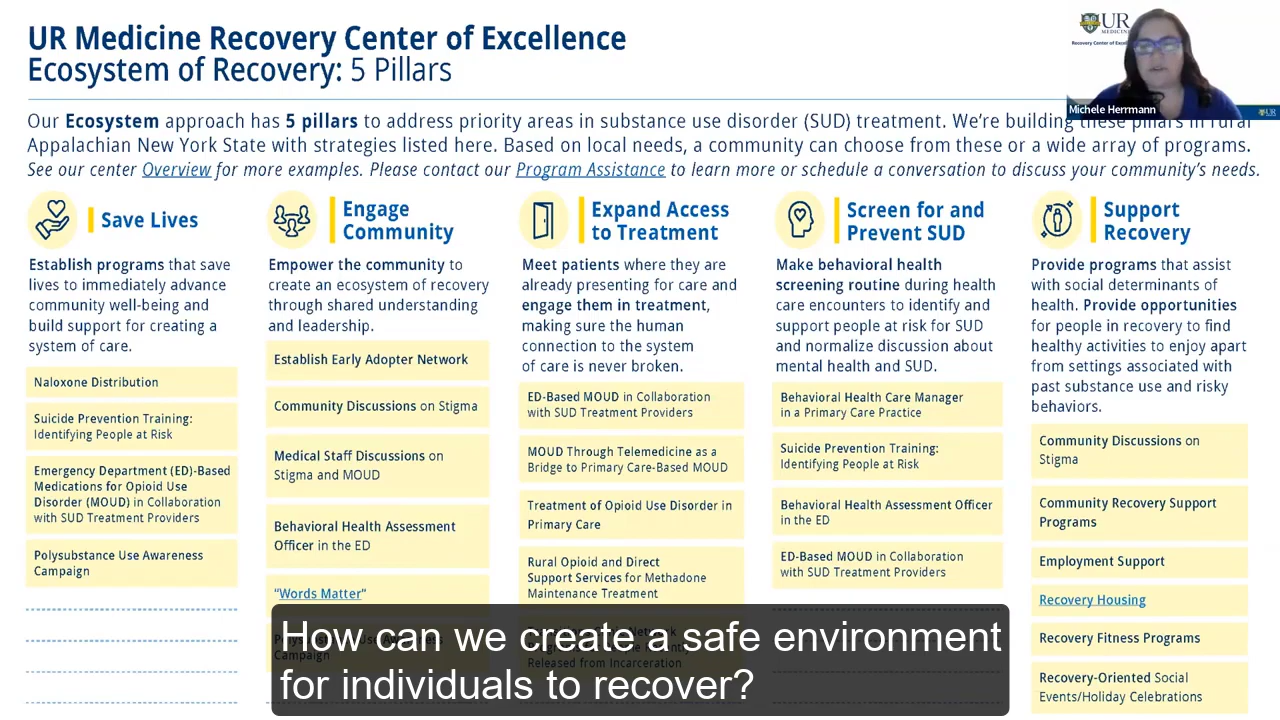 UR Medicine Recovery Center of Excellence
Ecosystem of Recovery: 5 Pillars
UR
Michele Herrmann
UR
Our Ecosystem approach has 5 pillars to address priority areas in substance use disorder (SUD) treatment. We're building these pillars in rural
Appalachian New York State with strategies listed here. Based on local needs, a community can choose from these or a wide array of programs.
See our center Overview for more examples. Please contact our Program Assistance to learn more or schedule a conversation to discuss your community's needs.
Save Lives
Establish programs that save
lives to immediately advance
community well-being and
build support for creating a
system of care.
Naloxone Distribution
Suicide Prevention Training:
Identifying People at Risk
Emergency Department (ED)-Based
Medications for Opioid Use
Disorder (MOUD) in Collaboration
with SUD Treatment Providers
Polysubstance Use Awareness
Campaign
Engage
Community
Empower the community to
create an ecosystem of recovery
through shared understanding
and leadership.
Establish Early Adopter Network
Community Discussions on Stigma
Medical Staff Discussions on
Stigma and MOUD
Behavioral Health Assessment
Officer in the ED
"Words Matter"
Campaign
Expand Access
to Treatment
Meet patients where they are
already presenting for care and
engage them in treatment,
making sure the human
connection to the system
of care is never broken.
ED-Based MOUD in Collaboration
with SUD Treatment Providers
MOUD Through Telemedicine as a
Bridge to Primary Care-Based MOUD
Treatment of Opioid Use Disorder in
Primary Care
Rural Opioid and Direct
Support Services for Methadone
Maintenance Treatment
Released from Incarceration
Screen for and
Prevent SUD
Make behavioral health
screening routine during health
care encounters to identify and
support people at risk for SUD
and normalize discussion about
mental health and SUD.
Behavioral Health Care Manager
in a Primary Care Practice
Suicide Prevention Training:
Identifying People at Risk
Behavioral Health Assessment Officer
in the ED
ED-Based MOUD in Collaboration
with SUD Treatment Providers
Support
Recovery
Provide programs that assist
with social determinants of
health. Provide opportunities
for people in recovery to find
healthy activities to enjoy apart
from settings associated with
past substance use and risky
behaviors.
Community Discussions on
Stigma
Community Recovery Support
Programs
Employment Support
Recovery Housing
Recovery Fitness Programs
Recovery-Oriented Social
Events/Holiday Celebrations
How can we create a safe environment
for individuals to recover?